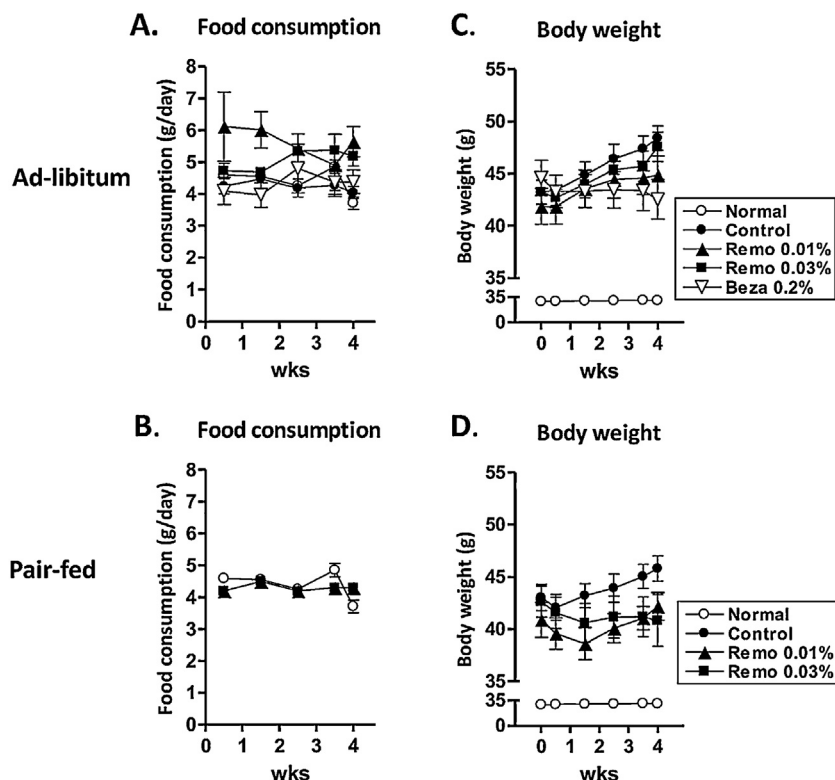 A. Food consumption
Food consumption (g/day)
8
7
6
5
4
3
2
1
0
0 1 2 3 4
wks
Ad-libitum
C. Body weight
Body weight (g)
55
50
45
40
35
35
0
0 1 2 3 4
wks
Normal
Control
Remo 0.01%
Remo 0.03%
Beza 0.2%
B. Food consumption
Food consumption (g/day)
8
7
6
5
4
3
2
1
0
0 1 2 3 4
wks
Pair-fed
D. Body weight
Body weight (g)
55
50
45
40
35
35
0
0 1 2 3 4
wks
Normal
Control
Remo 0.01%
Remo 0.03%